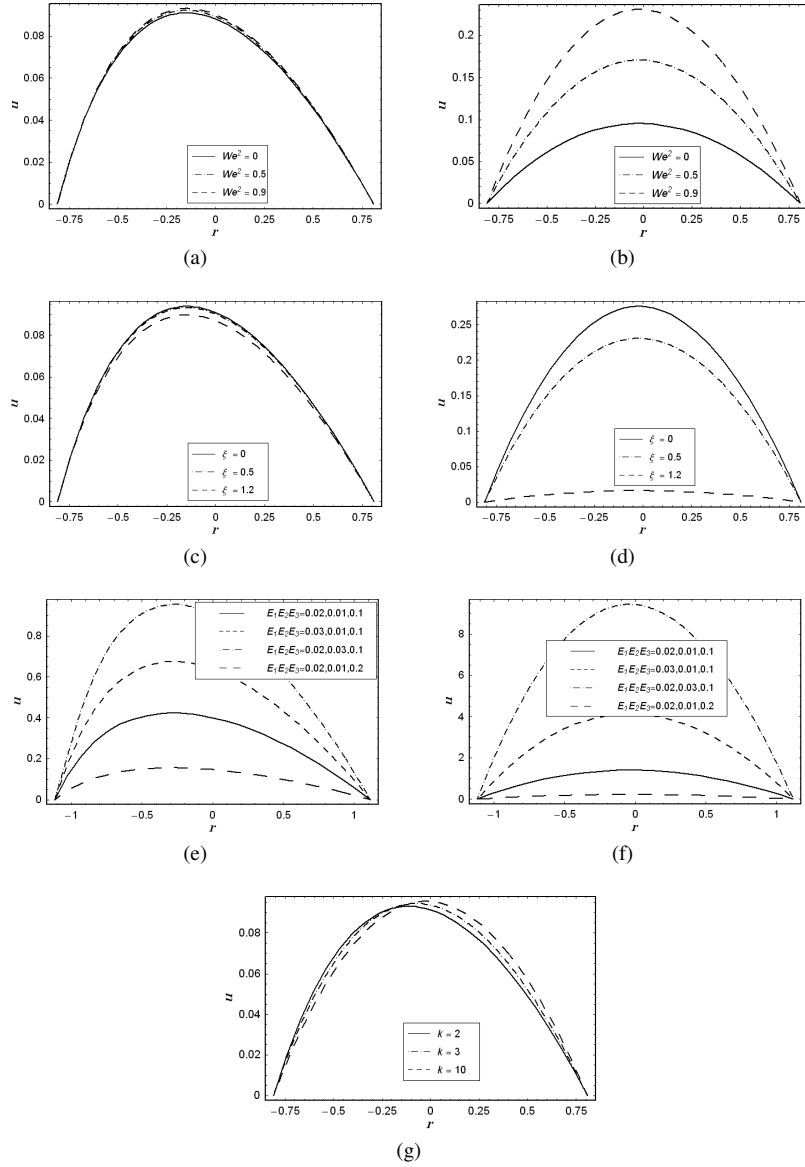 u
0.08
0.06
0.04
0.02
0
We² = 0
We² = 0.5
We² = 0.9
−0.75 −0.5 −0.25 0 0.25 0.5 0.75
r
(a)
u
0.2
0.15
0.1
0.05
0
We² = 0
We² = 0.5
We² = 0.9
−0.75 −0.5 −0.25 0 0.25 0.5 0.75
r
(b)
u
0.08
0.06
0.04
0.02
0
ξ = 0
ξ = 0.5
ξ = 1.2
−0.75 −0.5 −0.25 0 0.25 0.5 0.75
r
(c)
u
0.25
0.2
0.15
0.1
0.05
0
ξ = 0
ξ = 0.5
ξ = 1.2
−0.75 −0.5 −0.25 0 0.25 0.5 0.75
r
(d)
u
0.8
0.6
0.4
0.2
0
E₁E₂E₃=0.02,0.01,0.1
E₁E₂E₃=0.03,0.01,0.1
E₁E₂E₃=0.02,0.03,0.1
E₁E₂E₃=0.02,0.01,0.2
−1 −0.5 0 0.5 1
r
(e)
u
8
6
4
2
0
E₁E₂E₃=0.02,0.01,0.1
E₁E₂E₃=0.03,0.01,0.1
E₁E₂E₃=0.02,0.03,0.1
E₁E₂E₃=0.02,0.01,0.2
−1 −0.5 0 0.5 1
r
(f)
u
0.08
0.06
0.04
0.02
0
k = 2
k = 3
k = 10
−0.75 −0.5 −0.25 0 0.25 0.5 0.75
r
(g)